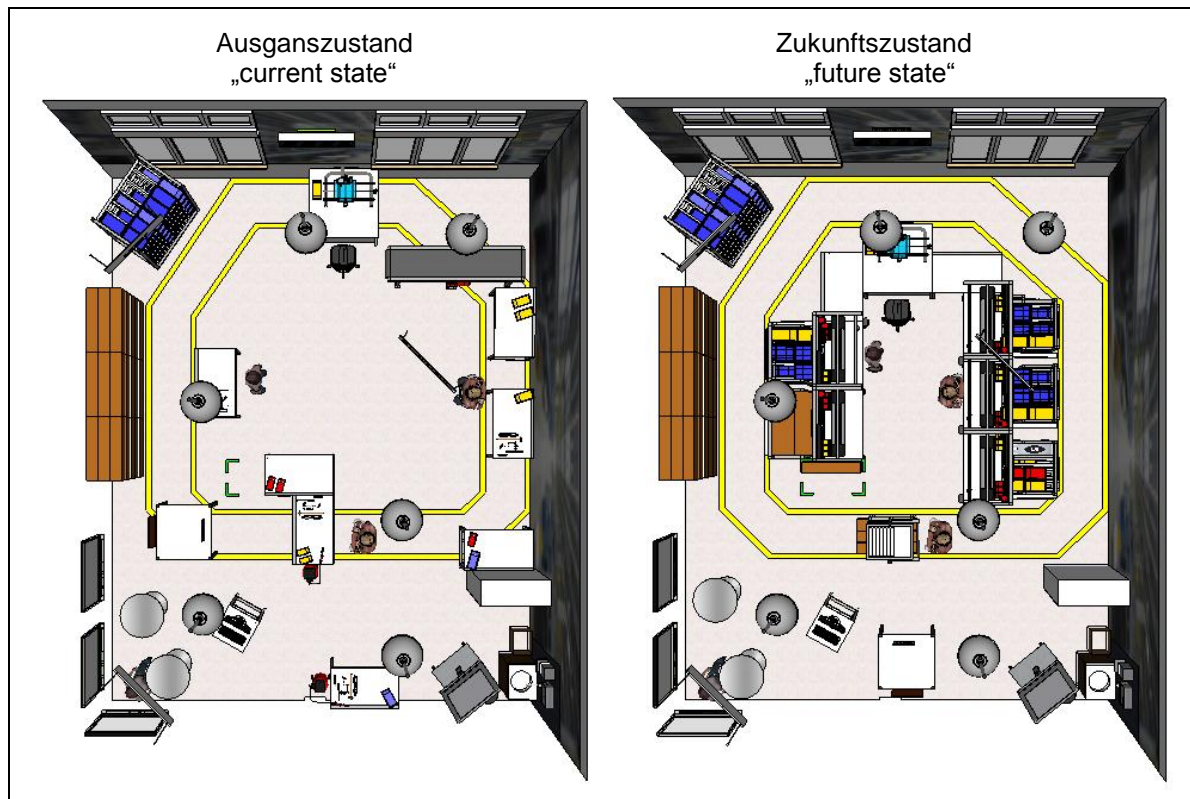 Ausganszustand
„current state“
Zukunftszustand
„future state“